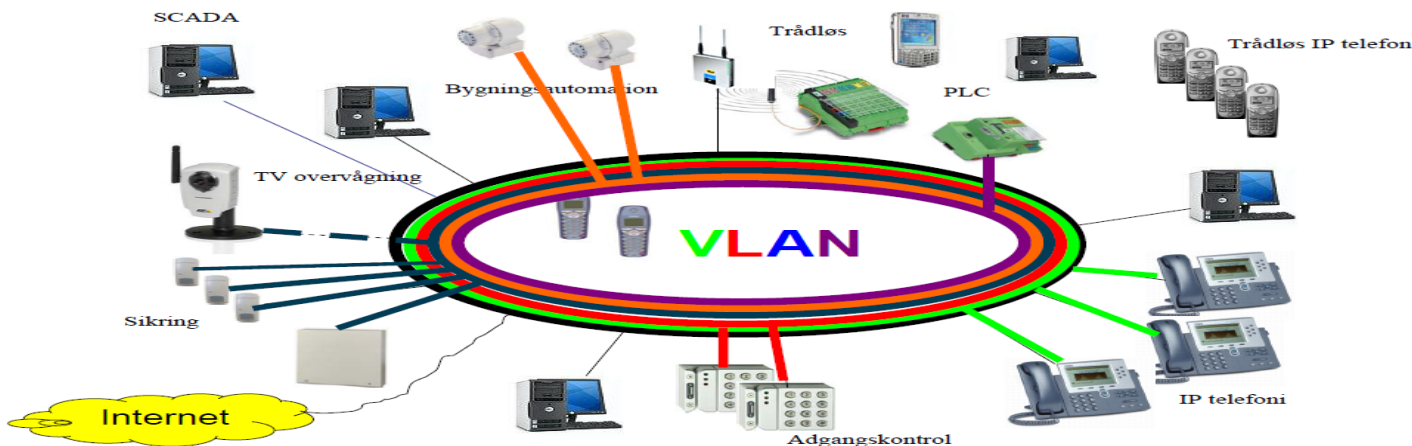 SCADA
Trådløs
Trådløs IP telefon
Bygningsautomation
PLC
TV overvågning
VLAN
Sikring
IP telefoni
Internet
Adgangskontrol